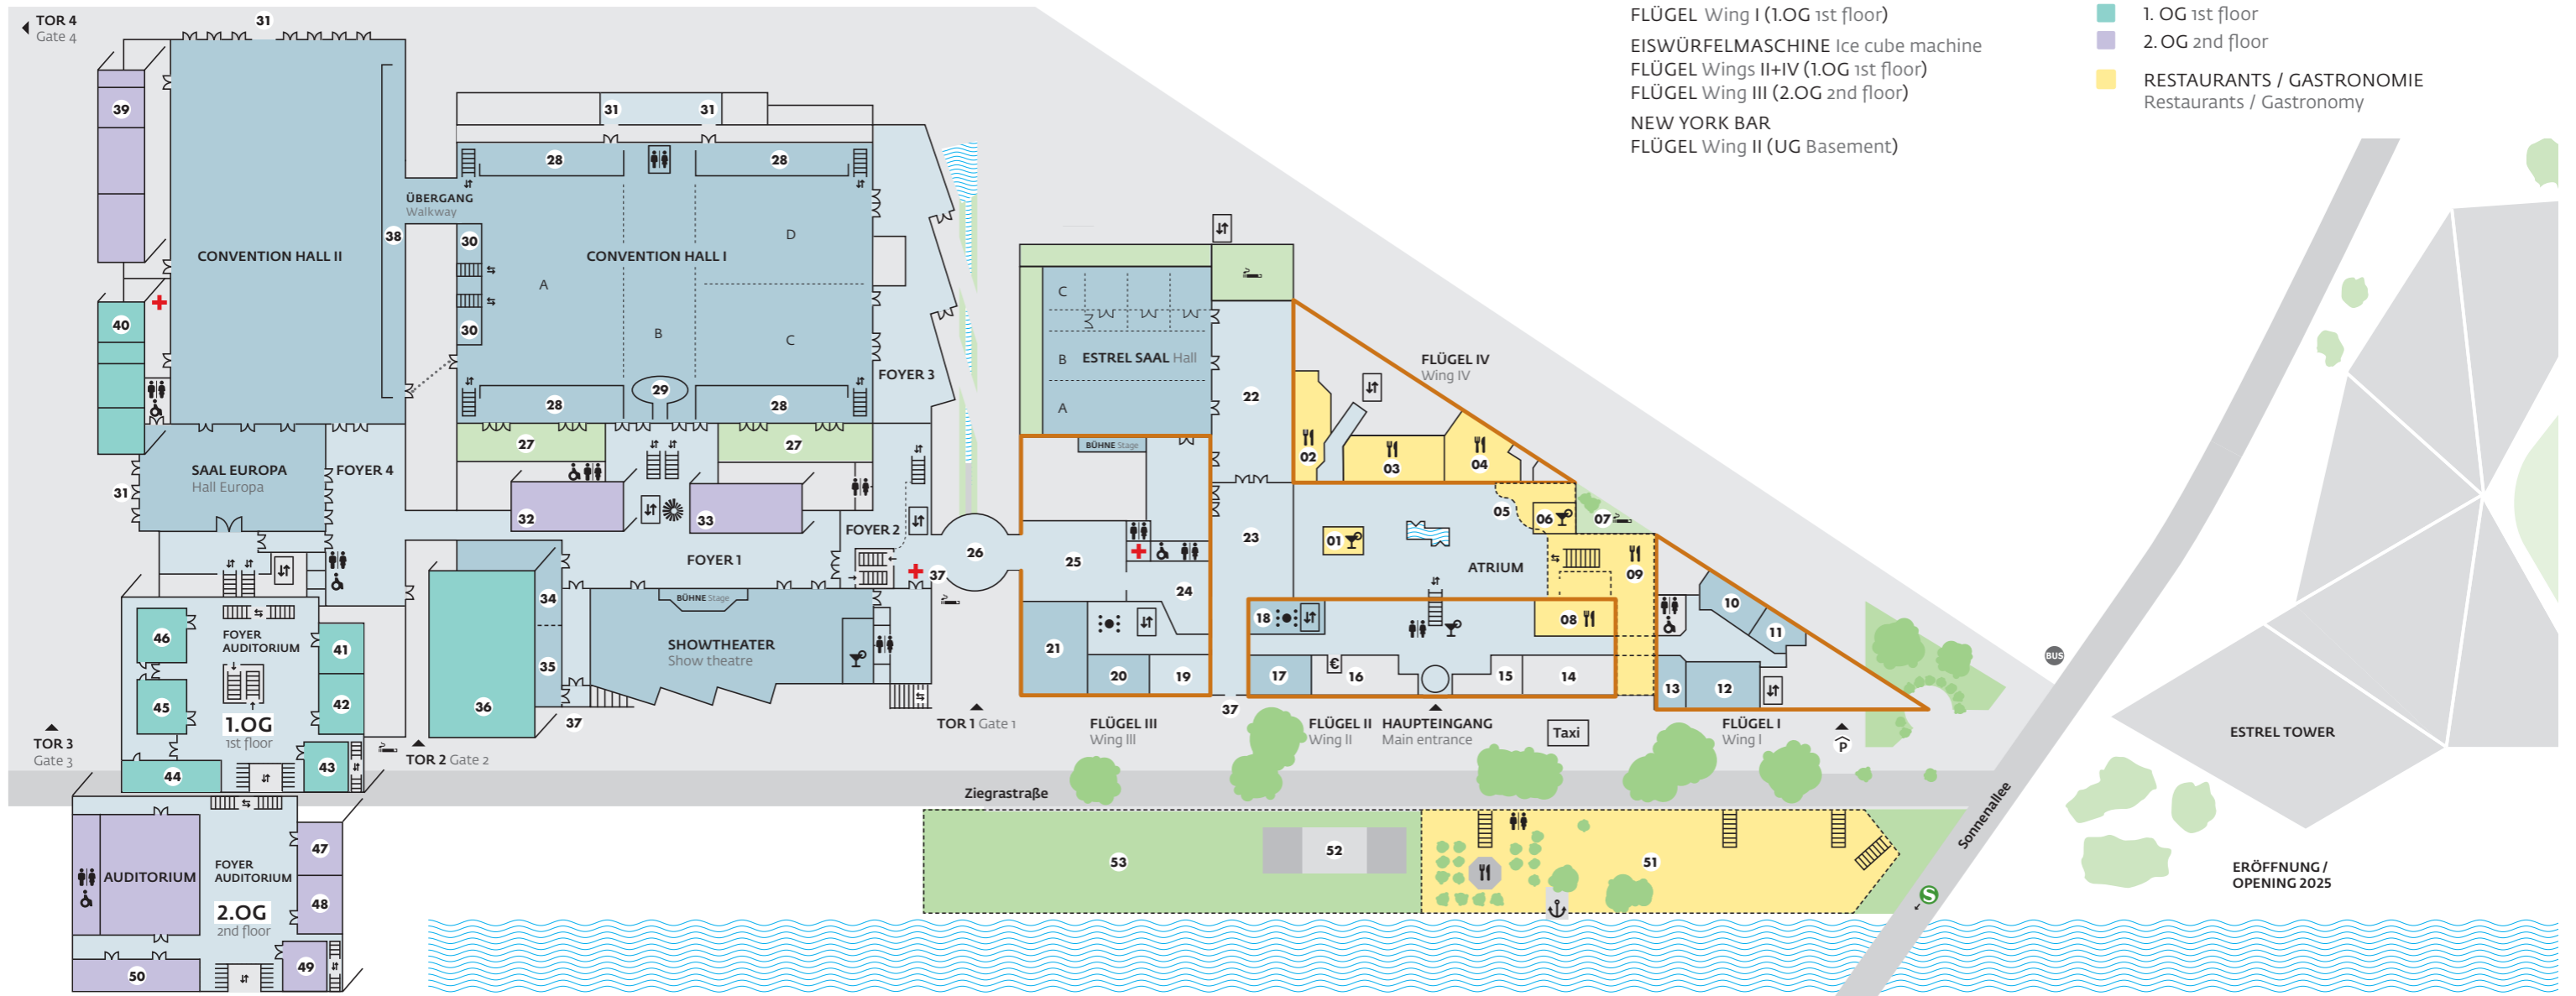 TOR 4
Gate 4
31
FLÜGEL Wing I (1.OG 1st floor)
EISWÜRFELMASCHINE Ice cube machine
FLÜGEL Wings II+IV (1.OG 1st floor)
FLÜGEL Wing III (2.OG 2nd floor)
NEW YORK BAR
FLÜGEL Wing II (UG Basement)
1. OG 1st floor
2. OG 2nd floor
RESTAURANTS / GASTRONOMIE
Restaurants / Gastronomy
39
31
31
28
28
ÜBERGANG
Walkway
38
30
CONVENTION HALL II
CONVENTION HALL I
A
B
C
D
30
40
28
29
28
FOYER 3
27
27
SAAL EUROPA
Hall Europa
FOYER 4
31
32
33
FOYER 2
FOYER 1
26
37
34
35
36
37
BÜHNE Stage
SHOWTHEATER
Show theatre
C
B
A
ESTREL SAAL Hall
BÜHNE Stage
22
23
25
24
21
20
19
FLÜGEL IV
Wing IV
02
03
04
05
06
07
01
ATRIUM
09
08
18
17
€
16
15
14
10
11
13
12
37
TOR 1 Gate 1
FLÜGEL III
Wing III
FLÜGEL II
Wing II
HAUPTEINGANG
Main entrance
Taxi
FLÜGEL I
Wing I
P
BUS
ESTREL TOWER
46
FOYER
AUDITORIUM
41
45
42
1.OG
1st floor
44
43
TOR 3
Gate 3
TOR 2 Gate 2
Ziegrastraße
Sonnenallee
AUDITORIUM
FOYER
AUDITORIUM
47
48
2.OG
2nd floor
49
50
53
52
51
S
ERÖFFNUNG /
OPENING 2025